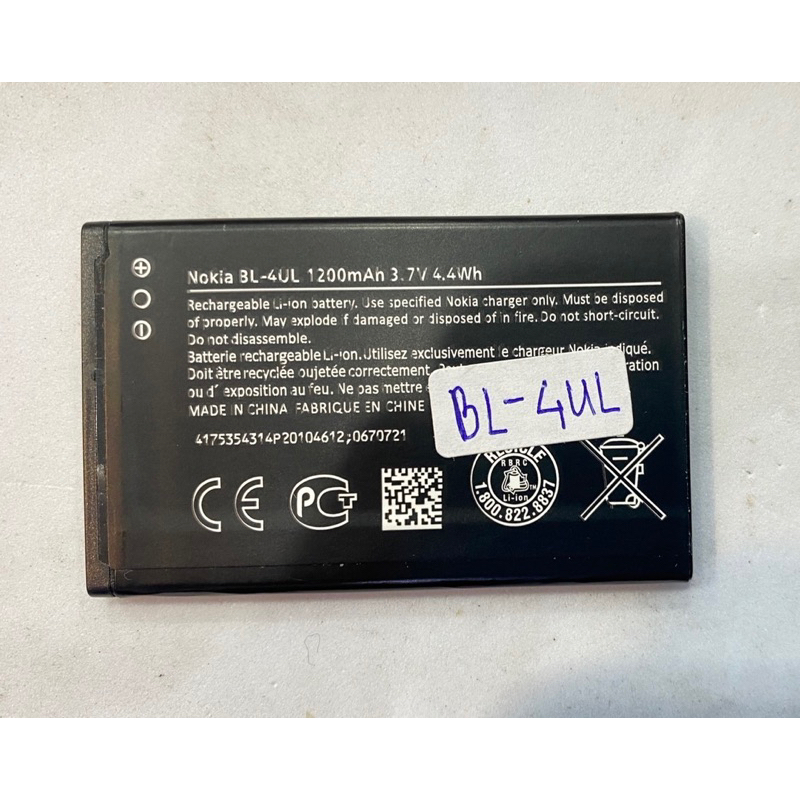 Nokia BL-4UL 1200mAh 3.7V 4.4Wh
Rechargeable Li-ion battery. Use specified Nokia charger only. Must be disposed
of properly. May explode if damaged or disposed of in fire. Do not short-circuit.
Do not disassemble.
Batterie rechargeable Li-ion. Utilisez exclusivement le chargeur Nokia indiqué.
Doit être recyclée oujetée correctement.
ou d' exposition au feu. Ne pas mettre
MADE IN CHINA FABRIQUE EN CHINE
BL-4UL
4175354314P20104612;0670721
CE
PCT
RECYCLE
RBRC
Li-ion
TM
1.800.822.8837